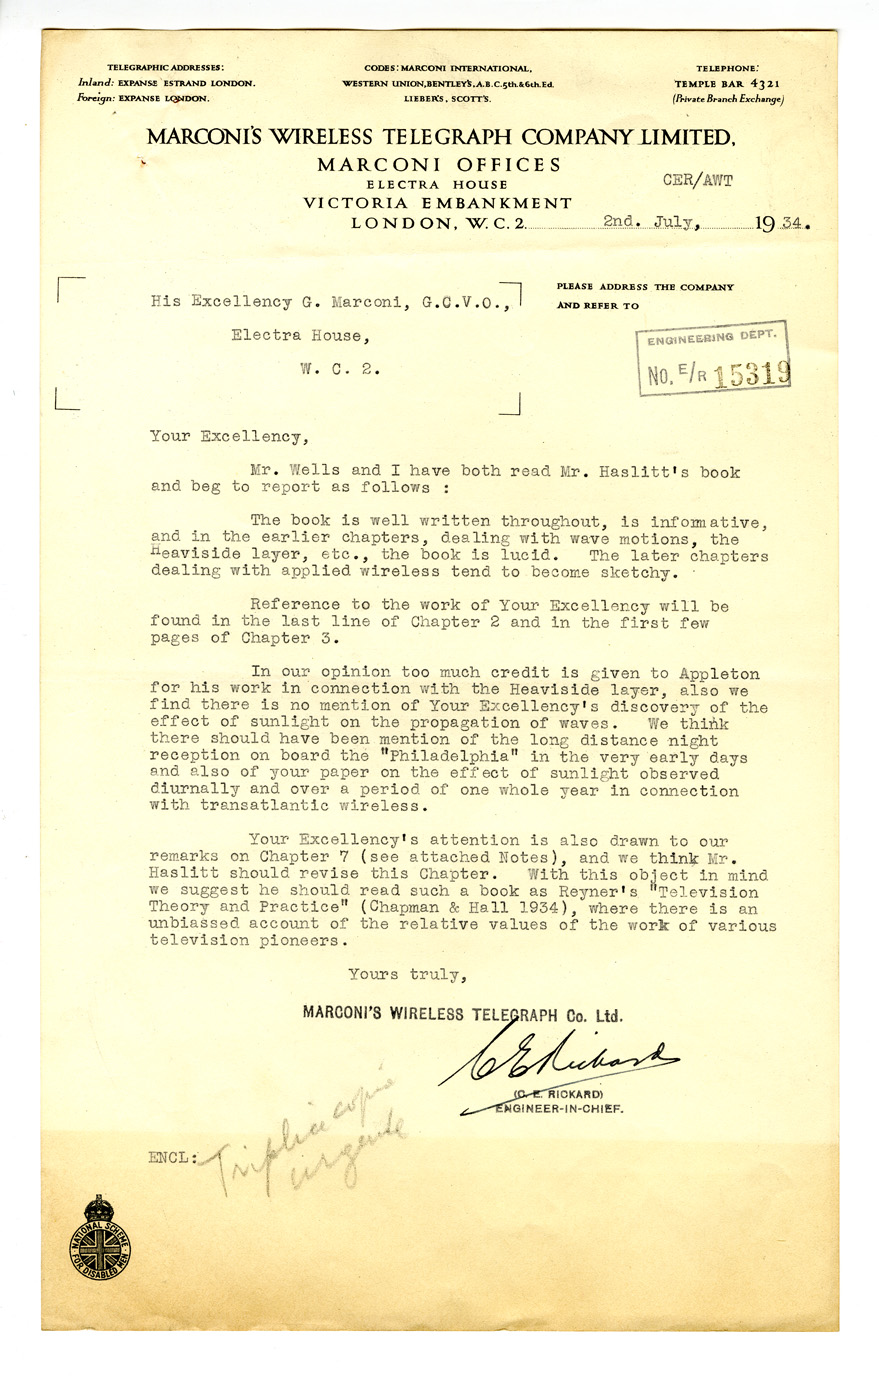 TELEGRAPHIC ADDRESSES:
Inland: EXPANSE ESTRAND LONDON.
Foreign: EXPANSE LONDON.
CODES: MARCONI INTERNATIONAL,
WESTERN UNION, BENTLEY'S, A.B.C. 5th. & 6th. Ed.
LIEBER'S, SCOTT'S.
TELEPHONE:
TEMPLE BAR 4321
(Private Branch Exchange)
MARCONI'S WIRELESS TELEGRAPH COMPANY LIMITED,
MARCONI OFFICES
ELECTRA HOUSE
CER/AWT
VICTORIA EMBANKMENT
LONDON, W.C.2. 2nd. July, 1934.
PLEASE ADDRESS THE COMPANY
AND REFER TO
His Excellency G. Marconi, G.C.V.O.,
Electra House,
W. C. 2.
ENGINEERING DEPT.
NO. E/R 15319
Your Excellency,
Mr. Wells and I have both read Mr. Haslitt's book
and beg to report as follows :
The book is well written throughout, is informative,
and in the earlier chapters, dealing with wave motions, the
Heaviside layer, etc., the book is lucid. The later chapters
dealing with applied wireless tend to become sketchy.
Reference to the work of Your Excellency will be
found in the last line of Chapter 2 and in the first few
pages of Chapter 3.
In our opinion too much credit is given to Appleton
for his work in connection with the Heaviside layer, also we
find there is no mention of Your Excellency's discovery of the
effect of sunlight on the propagation of waves. We think
there should have been mention of the long distance night
reception on board the "Philadelphia" in the very early days
and also of your paper on the effect of sunlight observed
diurnally and over a period of one whole year in connection
with transatlantic wireless.
Your Excellency's attention is also drawn to our
remarks on Chapter 7 (see attached Notes), and we think Mr.
Haslitt should revise this Chapter. With this object in mind
we suggest he should read such a book as Reyner's "Television
Theory and Practice" (Chapman & Hall 1934), where there is an
unbiassed account of the relative values of the work of various
television pioneers.
Yours truly,
MARCONI'S WIRELESS TELEGRAPH Co. Ltd.
C E Rickard
(C. E. RICKARD)
ENGINEER-IN-CHIEF.
ENCL:
Triplice copia
urgente
NATIONAL SCHEME
FOR DISABLED MEN